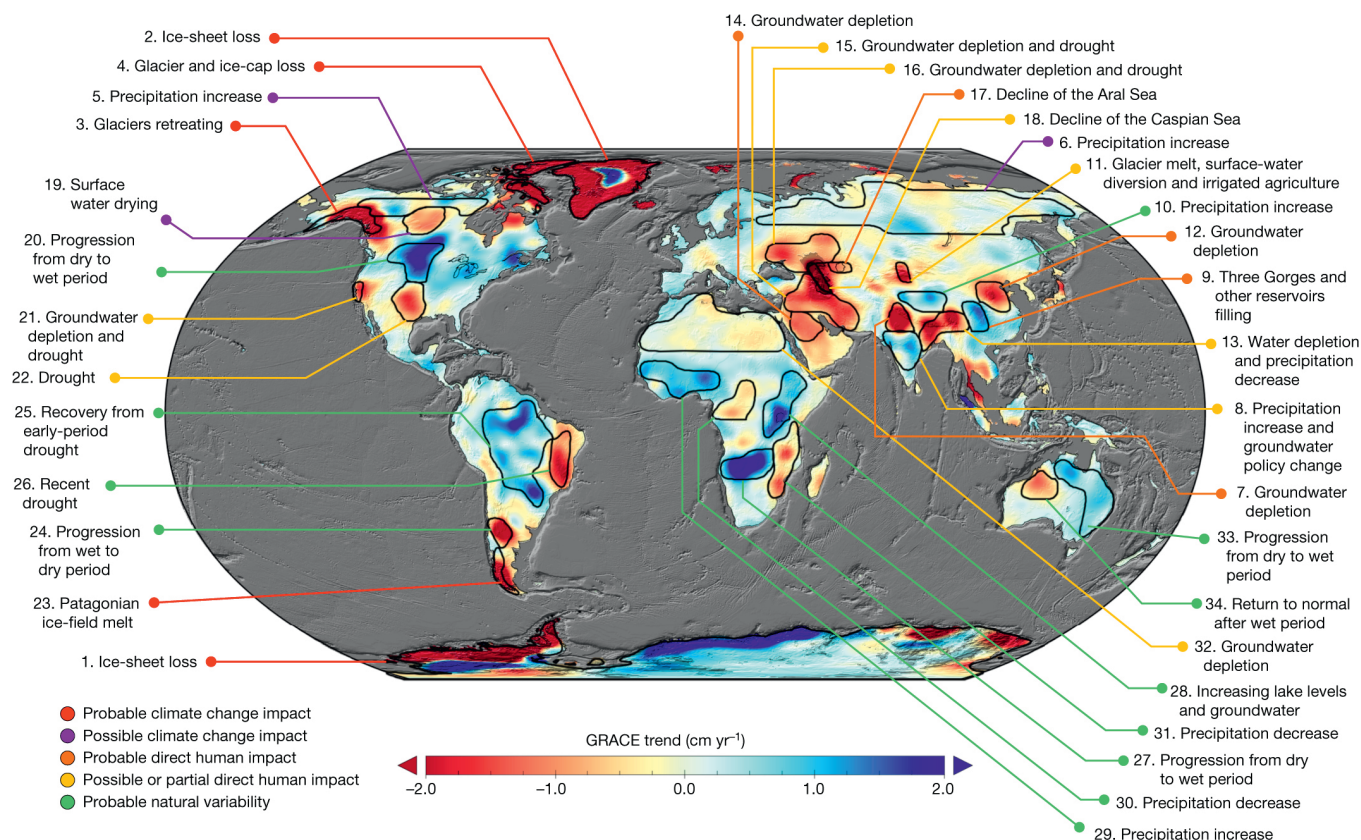 14. Groundwater depletion
2. Ice-sheet loss
15. Groundwater depletion and drought
4. Glacier and ice-cap loss
16. Groundwater depletion and drought
5. Precipitation increase
17. Decline of the Aral Sea
3. Glaciers retreating
18. Decline of the Caspian Sea
6. Precipitation increase
11. Glacier melt, surface-water
diversion and irrigated agriculture
19. Surface
water drying
10. Precipitation increase
20. Progression
from dry to
wet period
12. Groundwater
depletion
9. Three Gorges and
other reservoirs
filling
21. Groundwater
depletion and
drought
13. Water depletion
and precipitation
decrease
22. Drought
25. Recovery from
early-period
drought
8. Precipitation
increase and
groundwater
policy change
26. Recent
drought
7. Groundwater
depletion
24. Progression
from wet to
dry period
33. Progression
from dry to wet
period
23. Patagonian
ice-field melt
34. Return to normal
after wet period
32. Groundwater
depletion
1. Ice-sheet loss
28. Increasing lake levels
and groundwater
31. Precipitation decrease
27. Progression from dry
to wet period
30. Precipitation decrease
29. Precipitation increase
Probable climate change impact
Possible climate change impact
Probable direct human impact
Possible or partial direct human impact
Probable natural variability
GRACE trend (cm yr⁻¹)
−2.0 −1.0 0.0 1.0 2.0